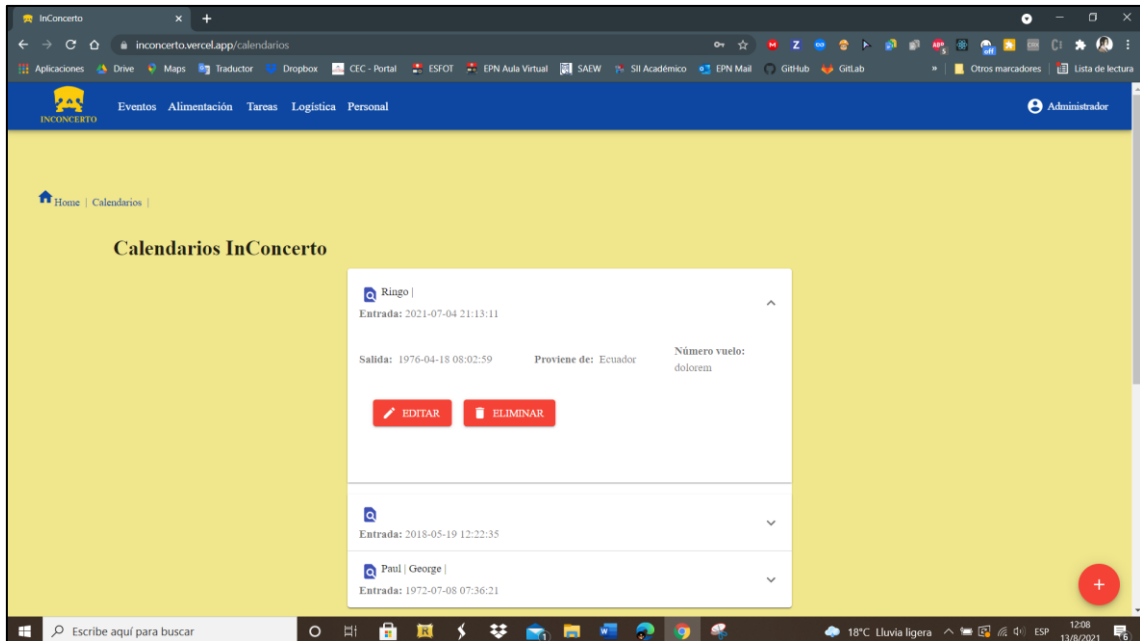 InConcerto
inconcerto.vercel.app/calendarios
Aplicaciones Drive Maps Traductor Dropbox CEC - Portal ESFOT EPN Aula Virtual SAEW SII Académico EPN Mail GitHub GitLab » Otros marcadores Lista de lectura
INCONCERTO Eventos Alimentación Tareas Logística Personal Administrador
Home | Calendarios |
Calendarios InConcerto
Ringo |
Entrada: 2021-07-04 21:13:11
Salida: 1976-04-18 08:02:59 Proviene de: Ecuador Número vuelo:
dolorem
EDITAR ELIMINAR
Entrada: 2018-05-19 12:22:35
Paul | George |
Entrada: 1972-07-08 07:36:21
+
Escribe aquí para buscar 18°C Lluvia ligera ESP 12:08
13/8/2021